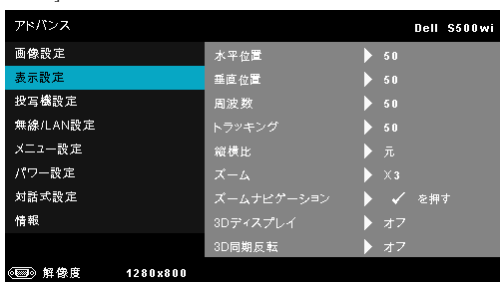 アドバンス Dell S500wi
画像設定
表示設定
投写機設定
無線/LAN設定
メニュー設定
パワー設定
対話式設定
情報
水平位置 50
垂直位置 50
周波数 50
トラッキング 50
縦横比 元
ズーム X3
ズームナビゲーション ✓ を押す
3Dディスプレイ オフ
3D同期反転 オフ
解像度 1280x800